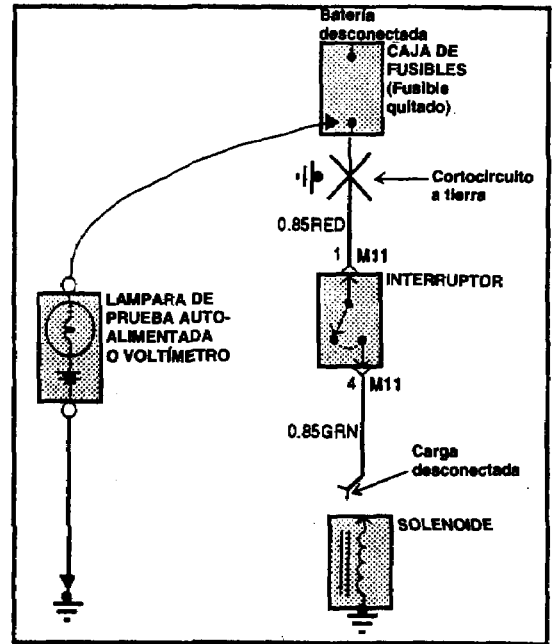 Batería
desconectada
CAJA DE
FUSIBLES
(Fusible
quitado)
Cortocircuito
a tierra
0.85RED
1 M11
INTERRUPTOR
LAMPARA DE
PRUEBA AUTO-
ALIMENTADA
O VOLTÍMETRO
4 M11
0.85GRN
Carga
desconectada
SOLENOIDE